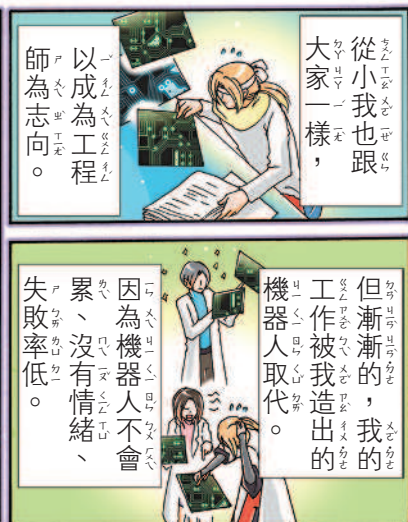 從小我也跟
大家一樣，
以成為工程
師為志向。
但漸漸的，我的
工作被我造出的
機器人取代。
因為機器人不會
累、沒有情緒、
失敗率低。